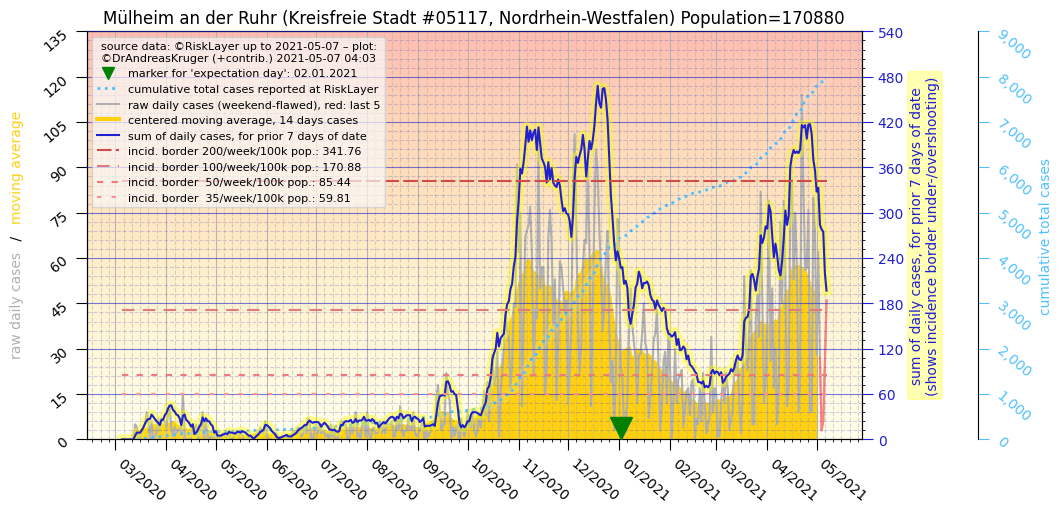 Mülheim an der Ruhr (Kreisfreie Stadt #05117, Nordrhein-Westfalen) Population=170880
source data: ©RiskLayer up to 2021-05-07 – plot:
©DrAndreasKruger (+contrib.) 2021-05-07 04:03
marker for 'expectation day': 02.01.2021
cumulative total cases reported at RiskLayer
raw daily cases (weekend-flawed), red: last 5
centered moving average, 14 days cases
sum of daily cases, for prior 7 days of date
incid. border 200/week/100k pop.: 341.76
incid. border 100/week/100k pop.: 170.88
incid. border 50/week/100k pop.: 85.44
incid. border 35/week/100k pop.: 59.81
raw daily cases / moving average
135
120
105
90
75
60
45
30
15
0
03/2020
04/2020
05/2020
06/2020
07/2020
08/2020
09/2020
10/2020
11/2020
12/2020
01/2021
02/2021
03/2021
04/2021
05/2021
540
480
420
360
300
240
180
120
60
0
sum of daily cases, for prior 7 days of date
(shows incidence border under-/overshooting)
9,000
8,000
7,000
6,000
5,000
4,000
3,000
2,000
1,000
0
cumulative total cases